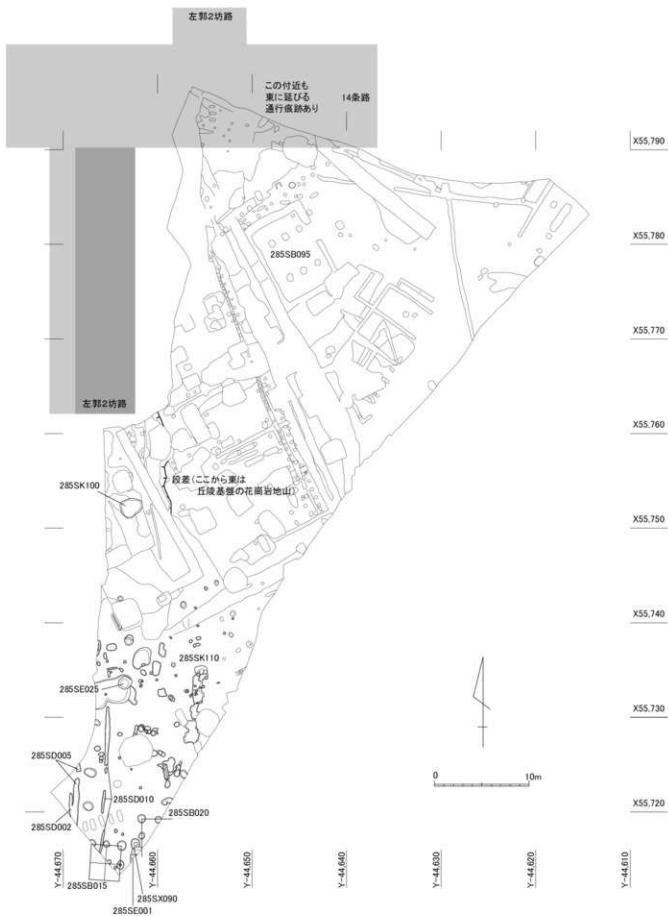 左郭2坊路
この付近も
東に延びる
通行痕跡あり
14条路
X55,790
X55,780
285SB095
X55,770
左郭2坊路
X55,760
段差(ここから東は
丘陵基盤の花崗岩地山)
285SK100
X55,750
X55,740
285SK110
285SE025
X55,730
285SD005
0 10m
285SD010
285SB020
X55,720
285SD002
285SB015
285SX090
285SE001
Y-44,670
Y-44,660
Y-44,650
Y-44,640
Y-44,630
Y-44,620
Y-44,610